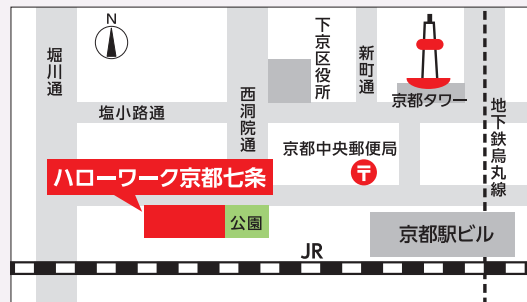 N
堀川通
塩小路通
西洞院通
下京区役所
新町通
京都タワー
地下鉄烏丸線
京都中央郵便局
〒
ハローワーク京都七条
公園
京都駅ビル
JR